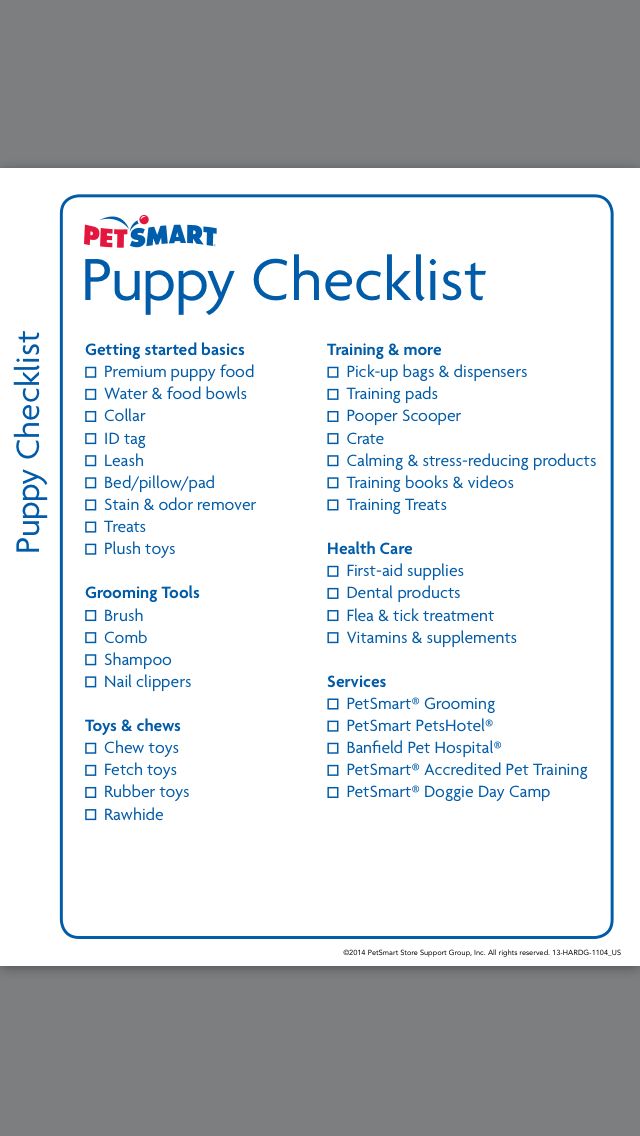 PETSMART
Puppy Checklist
Puppy Checklist
Getting started basics
Premium puppy food
Water & food bowls
Collar
ID tag
Leash
Bed/pillow/pad
Stain & odor remover
Treats
Plush toys
Grooming Tools
Brush
Comb
Shampoo
Nail clippers
Toys & chews
Chew toys
Fetch toys
Rubber toys
Rawhide
Training & more
Pick-up bags & dispensers
Training pads
Pooper Scooper
Crate
Calming & stress-reducing products
Training books & videos
Training Treats
Health Care
First-aid supplies
Dental products
Flea & tick treatment
Vitamins & supplements
Services
PetSmart® Grooming
PetSmart PetsHotel®
Banfield Pet Hospital®
PetSmart® Accredited Pet Training
PetSmart® Doggie Day Camp
©2014 PetSmart Store Support Group, Inc. All rights reserved. 13-HARDG-1104_US